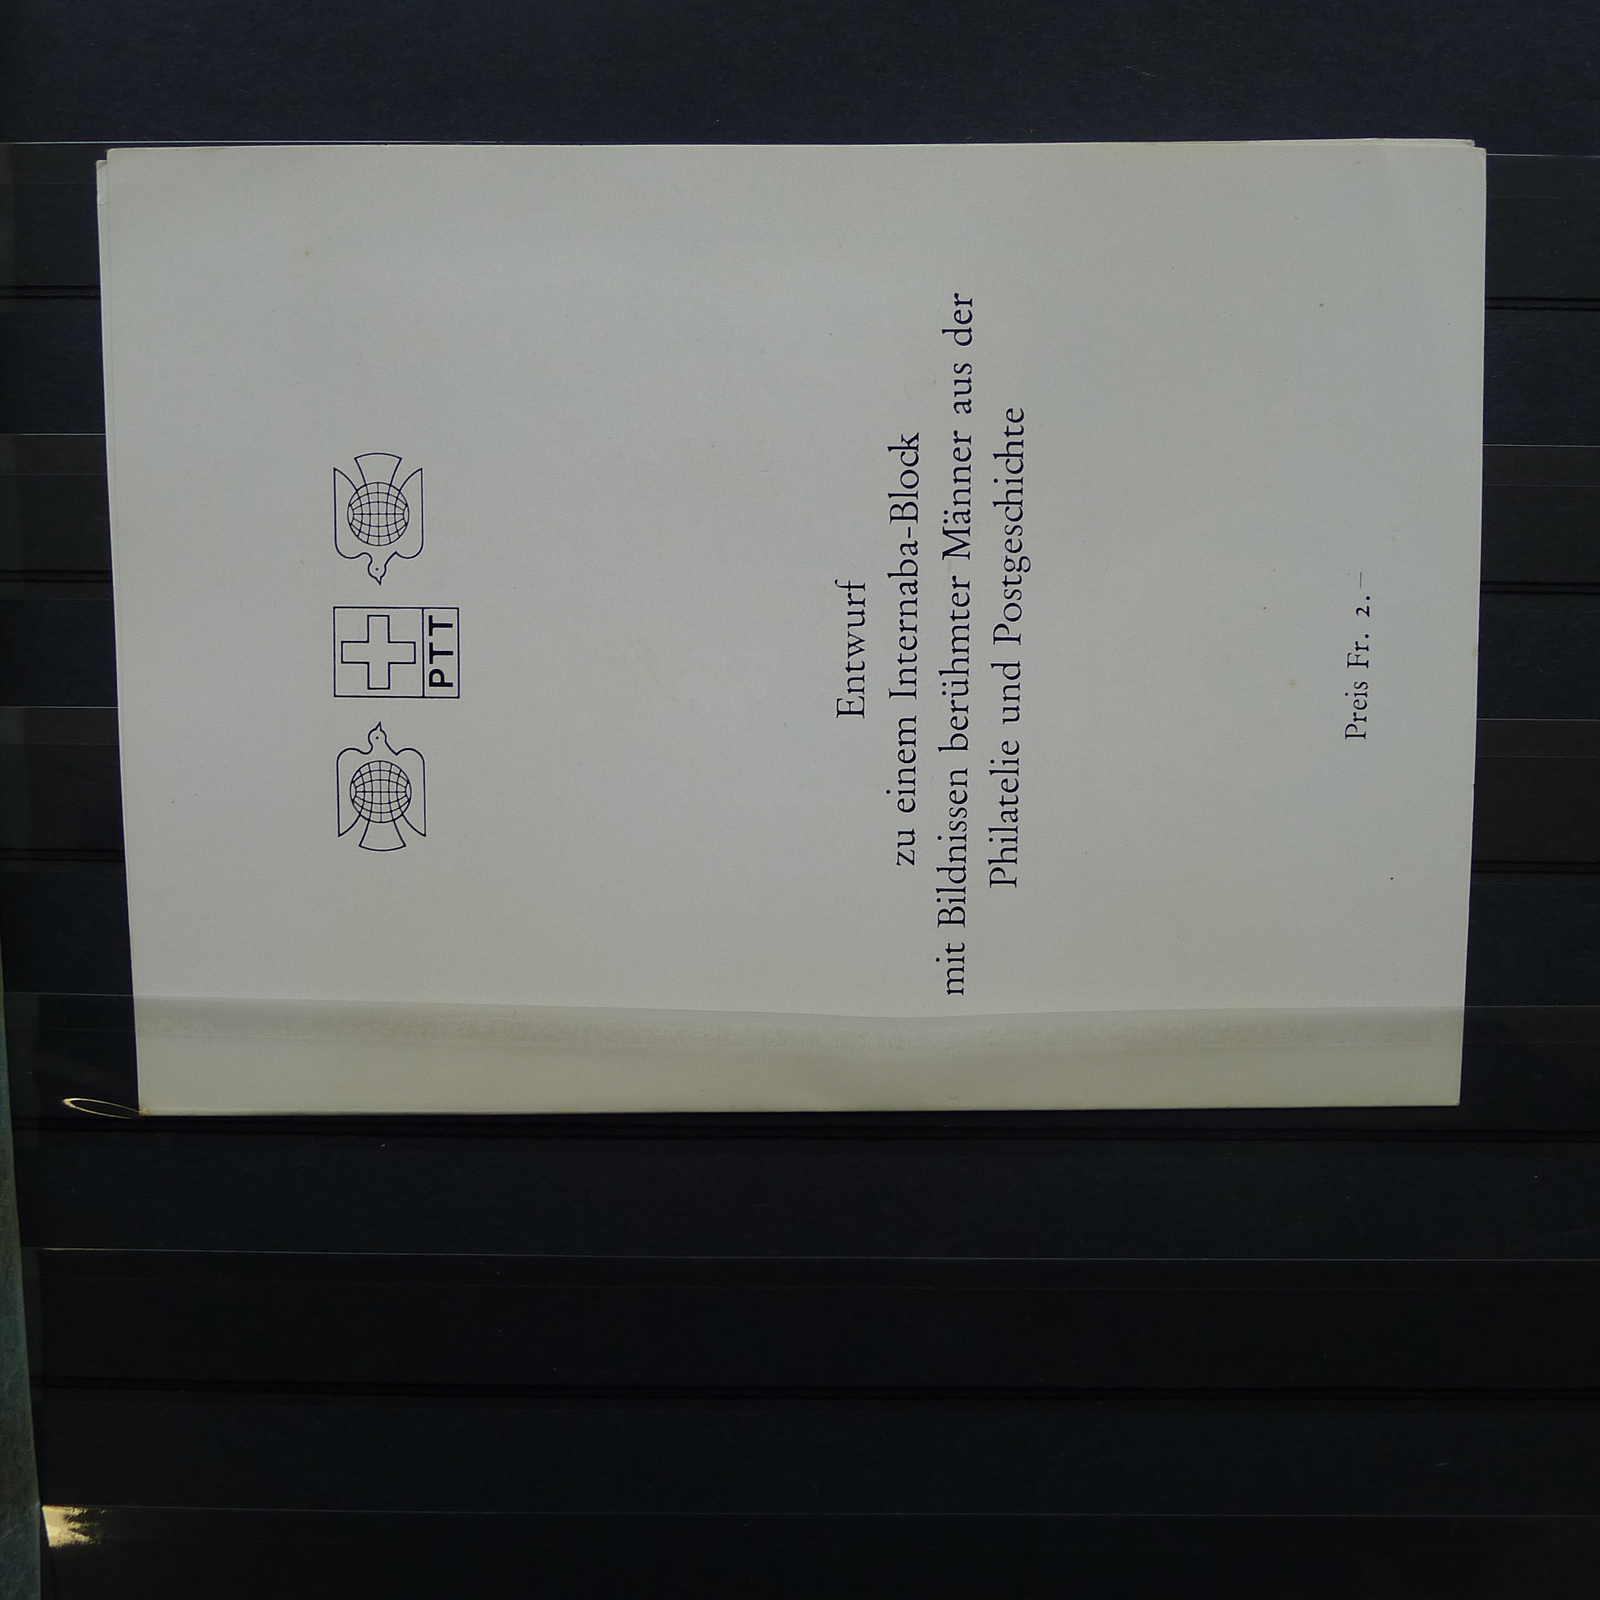 PTT
Entwurf
zu einem Internaba-Block
mit Bildnissen berühmter Männer aus der
Philatelie und Postgeschichte
Preis Fr. 2.–